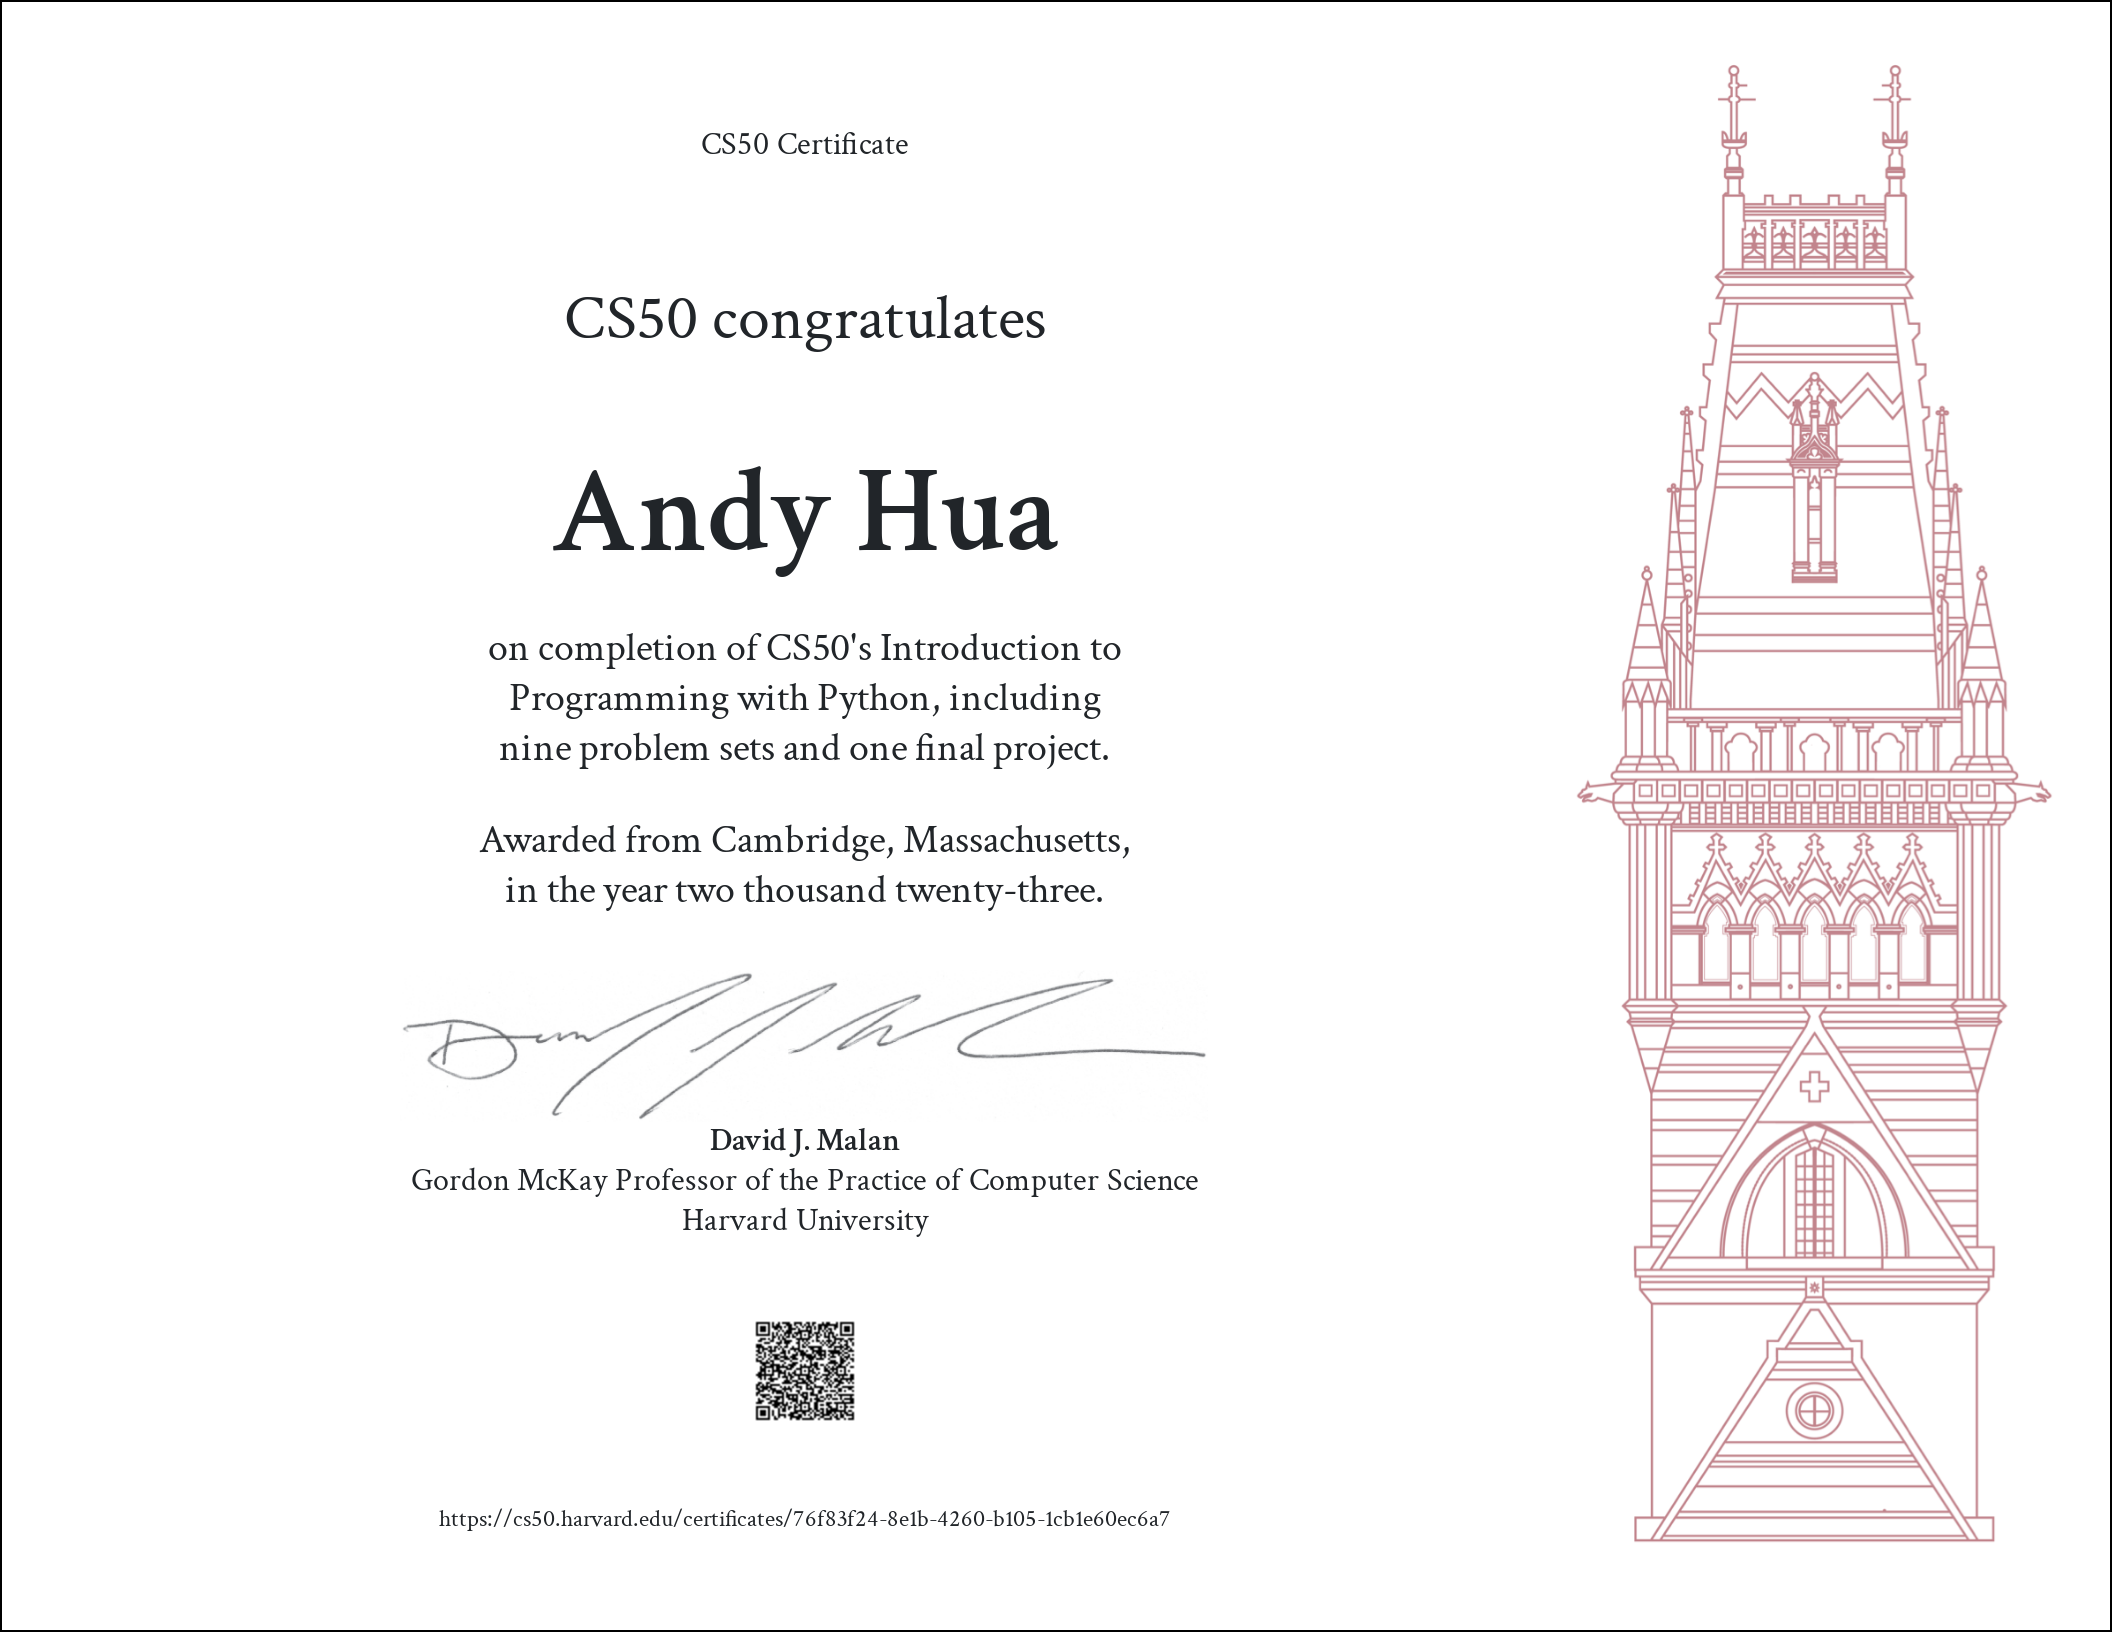 CS50 Certificate
CS50 congratulates
Andy Hua
on completion of CS50's Introduction to
Programming with Python, including
nine problem sets and one final project.
Awarded from Cambridge, Massachusetts,
in the year two thousand twenty-three.
David J. Malan
Gordon McKay Professor of the Practice of Computer Science
Harvard University
https://cs50.harvard.edu/certificates/76f83f24-8e1b-4260-b105-1cb1e60ec6a7